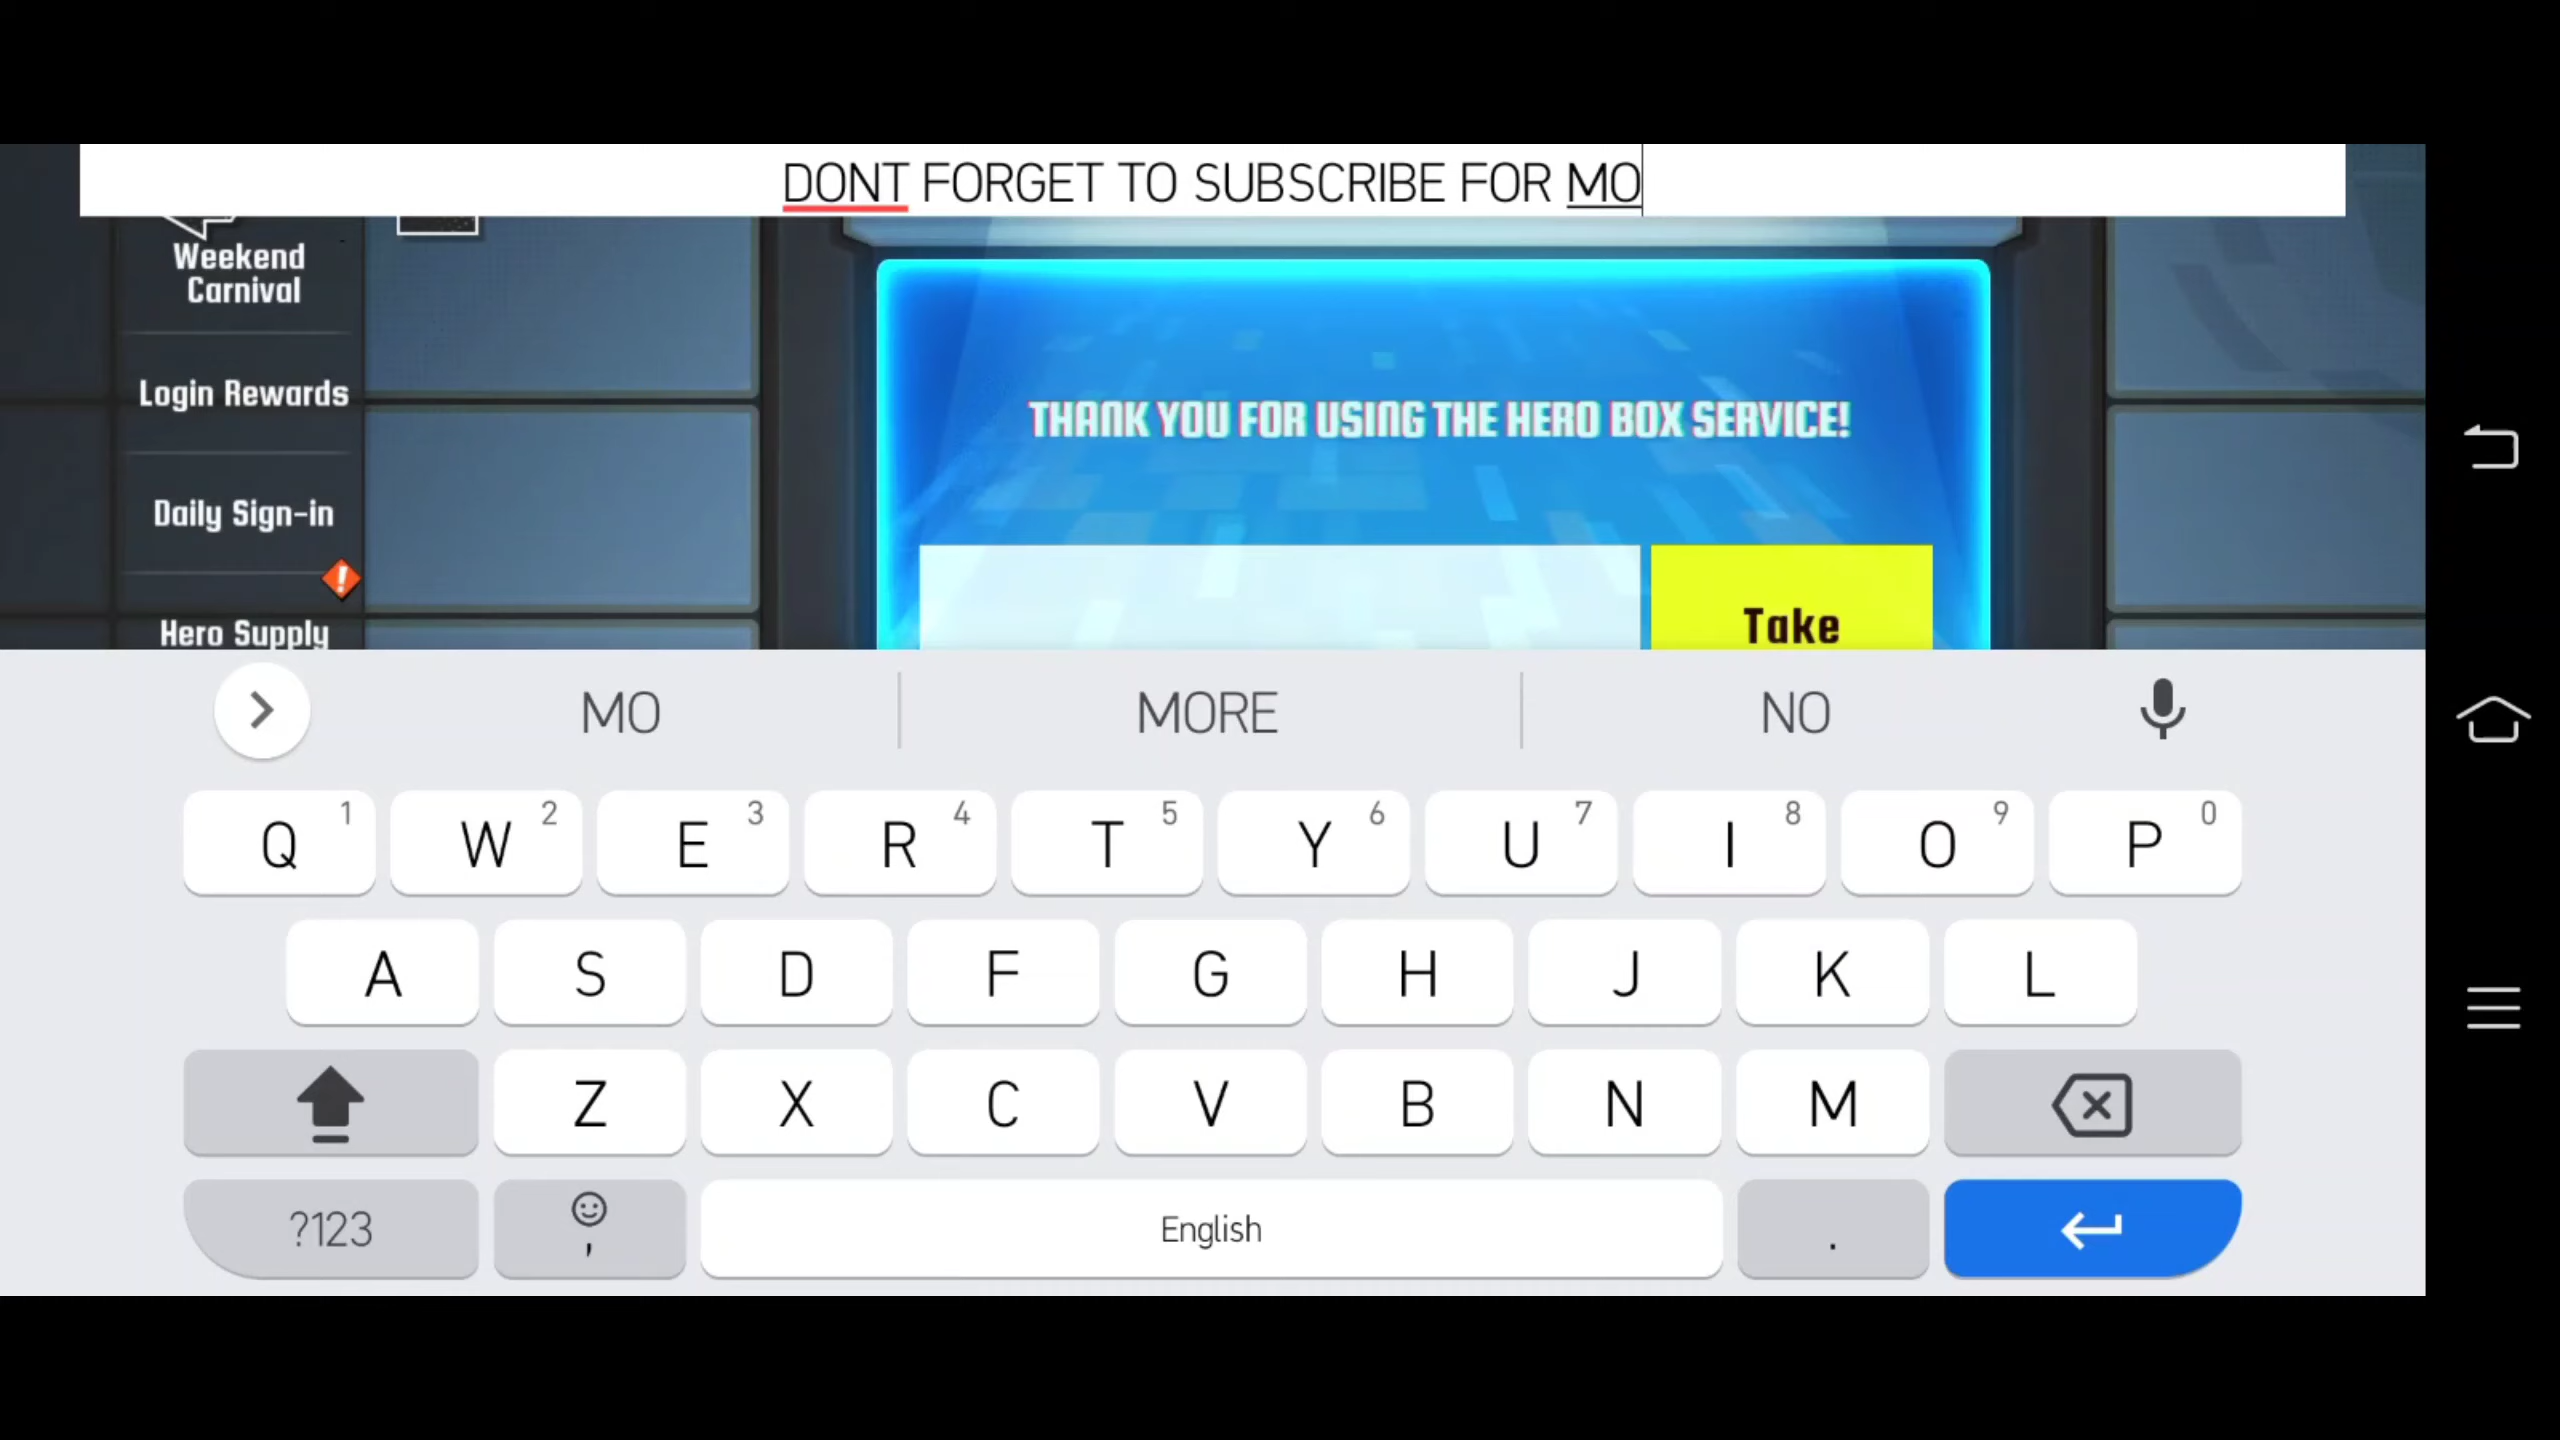 DONT FORGET TO SUBSCRIBE FOR MO
Weekend
Carnival
Login Rewards
Daily Sign-in
!
Hero Supply
THANK YOU FOR USING THE HERO BOX SERVICE!
Take
MO MORE NO
Q 1 W 2 E 3 R 4 T 5 Y 6 U 7 I 8 O 9 P 0
A S D F G H J K L
Z X C V B N M
?123 , English .